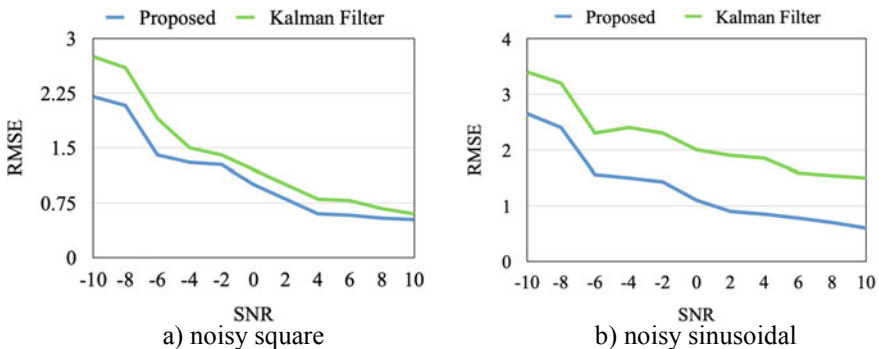 Proposed Kalman Filter
3
2.25
1.5
0.75
0
RMSE
-10 -8 -6 -4 -2 0 2 4 6 8 10
SNR
a) noisy square
Proposed Kalman Filter
4
3
2
1
0
RMSE
-10 -8 -6 -4 -2 0 2 4 6 8 10
SNR
b) noisy sinusoidal